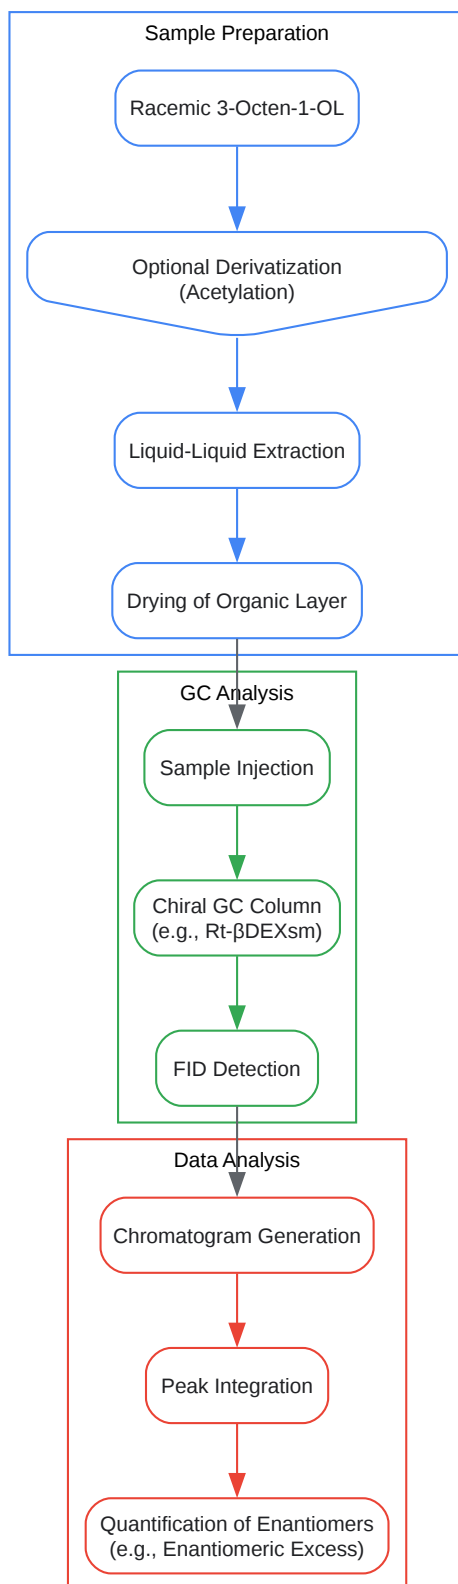 Sample Preparation
Racemic 3-Octen-1-OL
Optional Derivatization
(Acetylation)
Liquid-Liquid Extraction
Drying of Organic Layer
GC Analysis
Sample Injection
Chiral GC Column
(e.g., Rt-βDEXsm)
FID Detection
Data Analysis
Chromatogram Generation
Peak Integration
Quantification of Enantiomers
(e.g., Enantiomeric Excess)